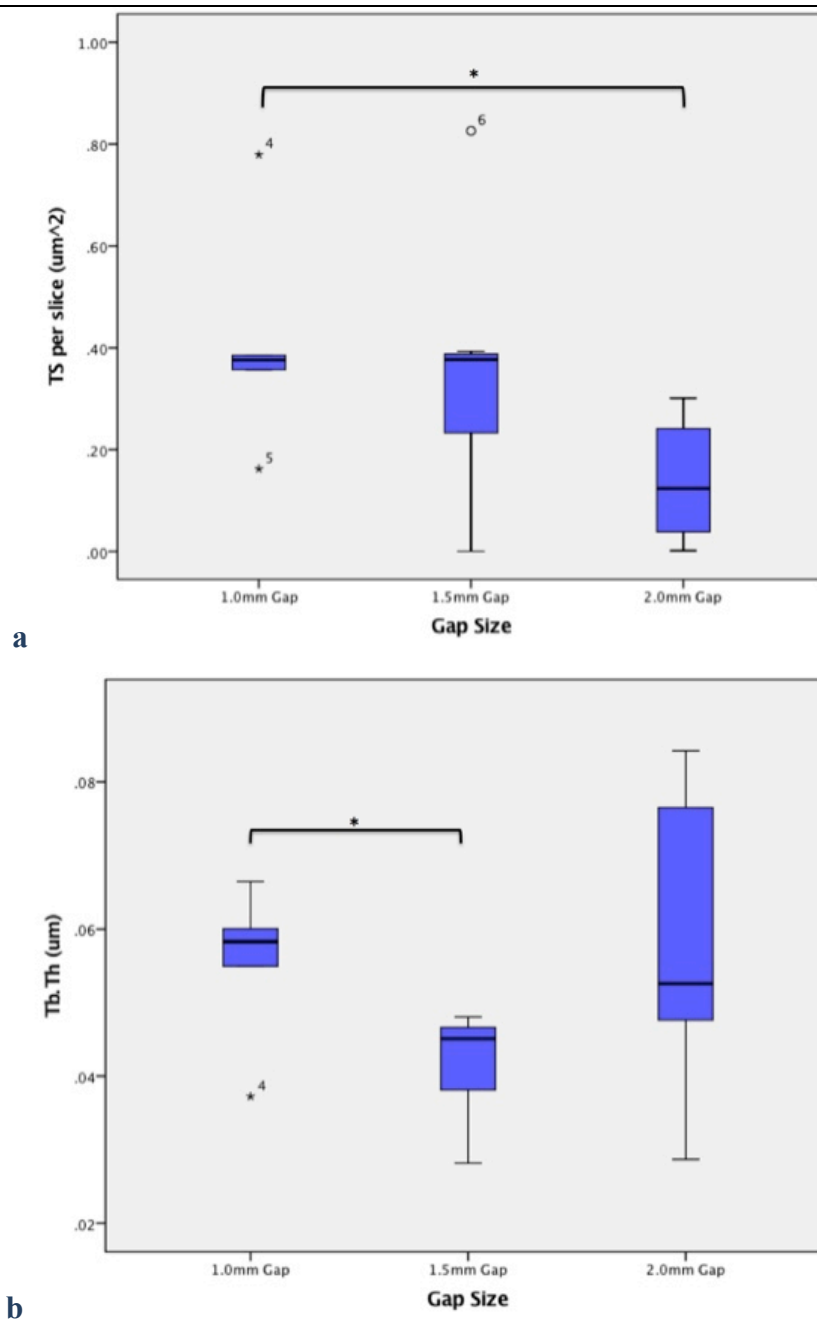 1.00
*
* 4
6
.80
.60
.40
* 5
.20
.00
TS per slice (um^2)
1.0mm Gap 1.5mm Gap 2.0mm Gap
Gap Size
a
.08
*
.06
.04
* 4
.02
Tb.Th (um)
1.0mm Gap 1.5mm Gap 2.0mm Gap
Gap Size
b